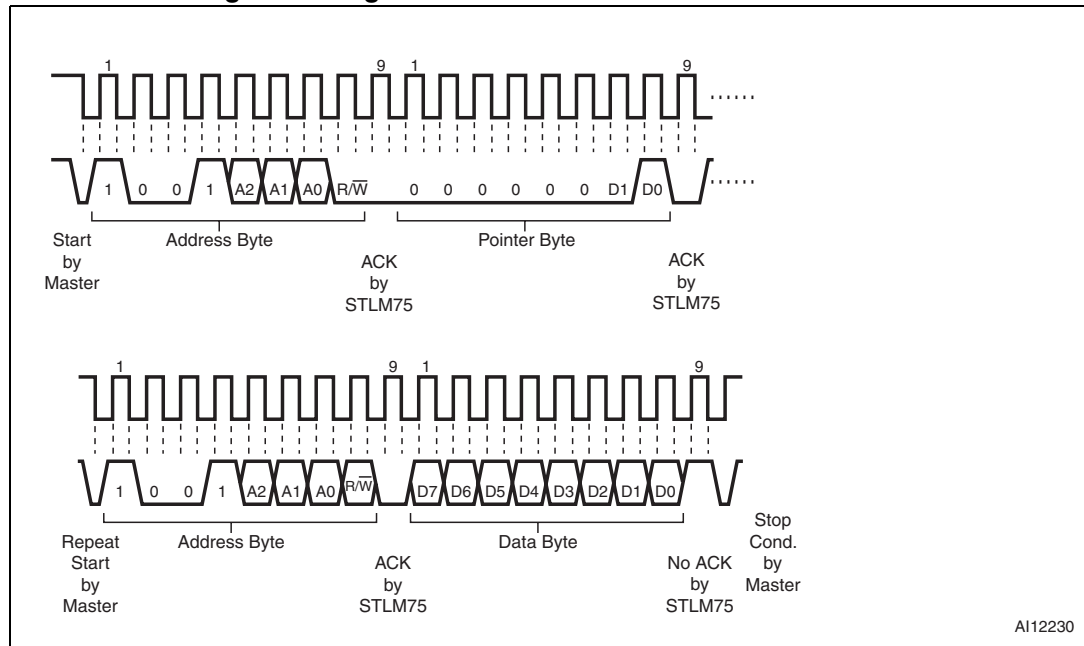 1 9 1 9
1 0 0 1 A2 A1 A0 R/W̅ 0 0 0 0 0 0 D1 D0
Address Byte Pointer Byte
Start
by
Master
ACK
by
STLM75
ACK
by
STLM75
1 9 1 9
1 0 0 1 A2 A1 A0 R/W̅ D7 D6 D5 D4 D3 D2 D1 D0
Address Byte Data Byte
Repeat
Start
by
Master
ACK
by
STLM75
No ACK
by
STLM75
Stop
Cond.
by
Master
AI12230